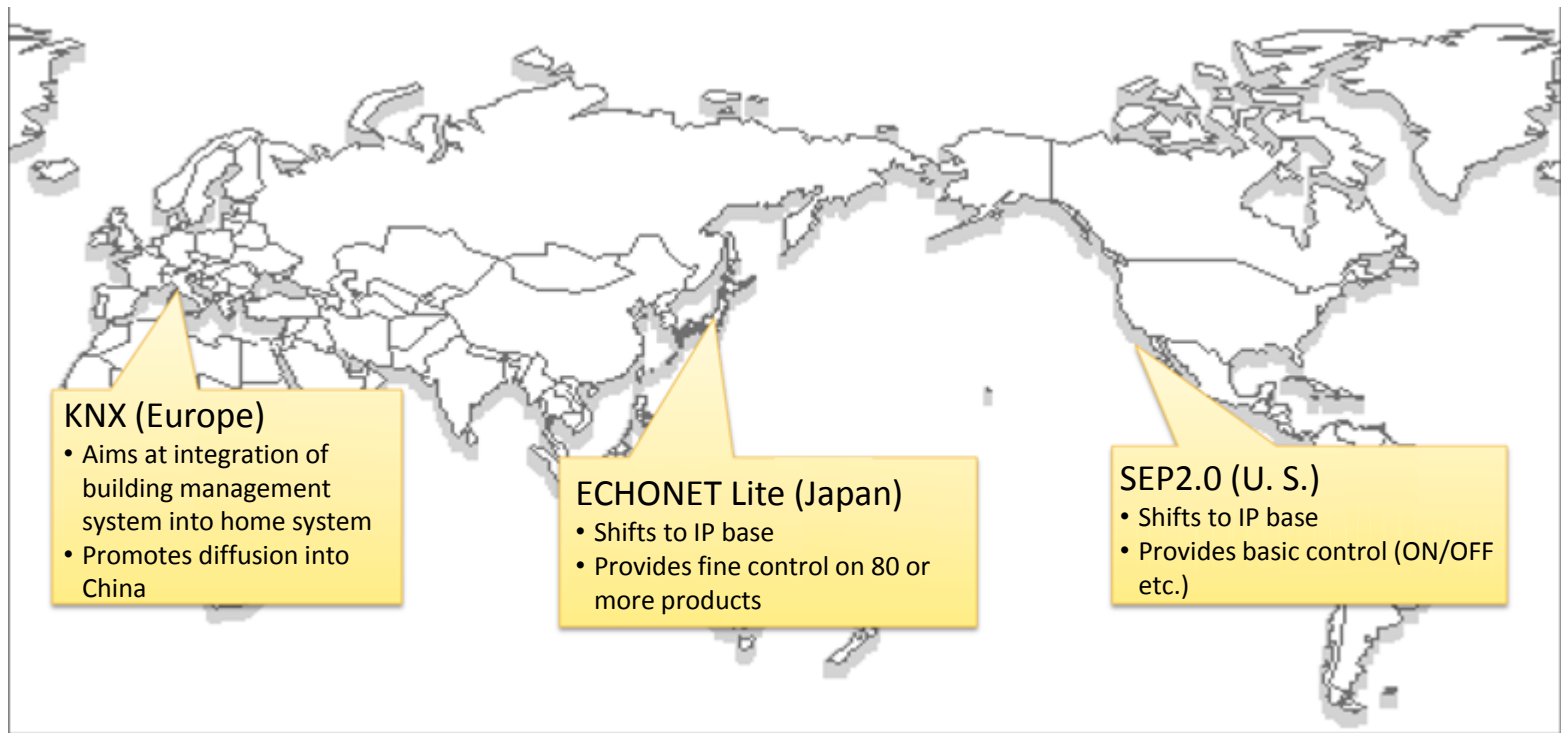 KNX (Europe)
• Aims at integration of
building management
system into home system
• Promotes diffusion into
China
ECHONET Lite (Japan)
• Shifts to IP base
• Provides fine control on 80 or
more products
SEP2.0 (U. S.)
• Shifts to IP base
• Provides basic control (ON/OFF
etc.)